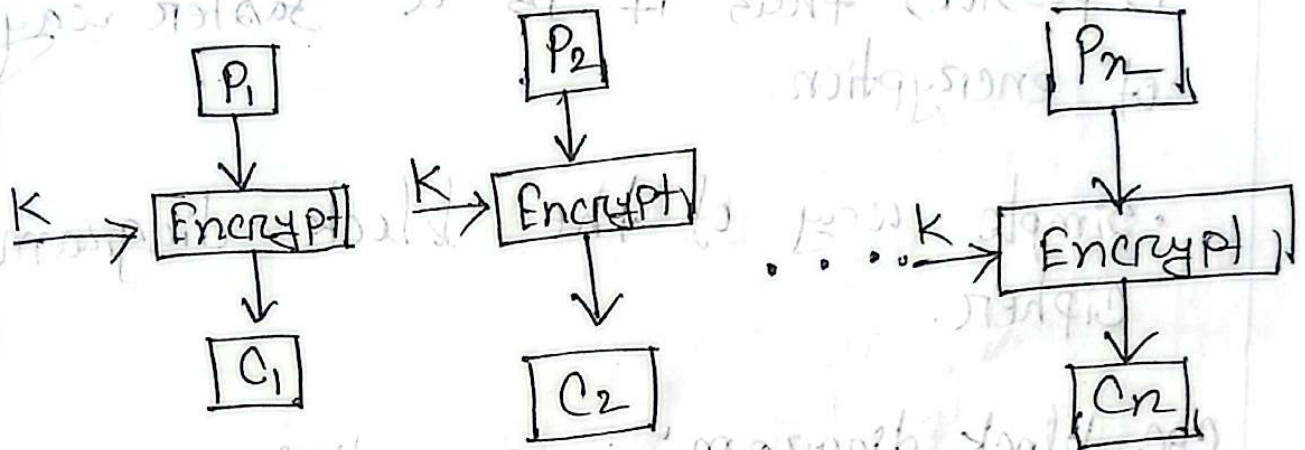 P1 P2 Pn
K Encrypt K Encrypt .... K Encrypt
C1 C2 Cn